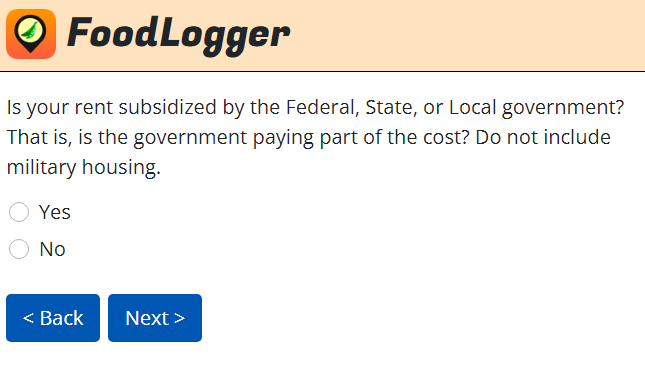 FoodLogger
Is your rent subsidized by the Federal, State, or Local government?
That is, is the government paying part of the cost? Do not include
military housing.
Yes
No
< Back
Next >